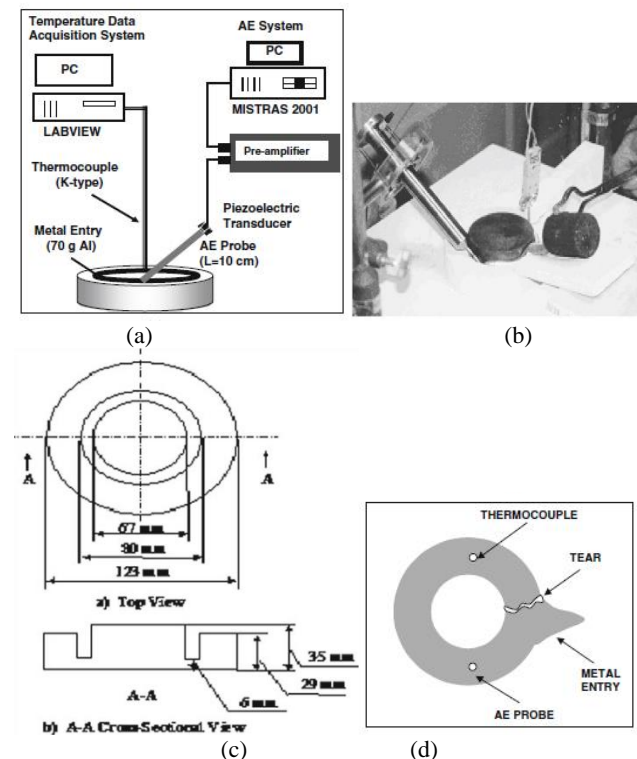 Temperature Data
Acquisition System
PC
LABVIEW
Thermocouple
(K-type)
Metal Entry
(70 g Al)
AE System
PC
MISTRAS 2001
Pre-amplifier
Piezoelectric
Transducer
AE Probe
(L=10 cm)
(a)
(b)
A
A
67 mm
80 mm
123 mm
a) Top View
35 mm
29 mm
6 mm
A-A
b) A-A Cross-Sectional View
(c)
THERMOCOUPLE
TEAR
METAL
ENTRY
AE PROBE
(d)